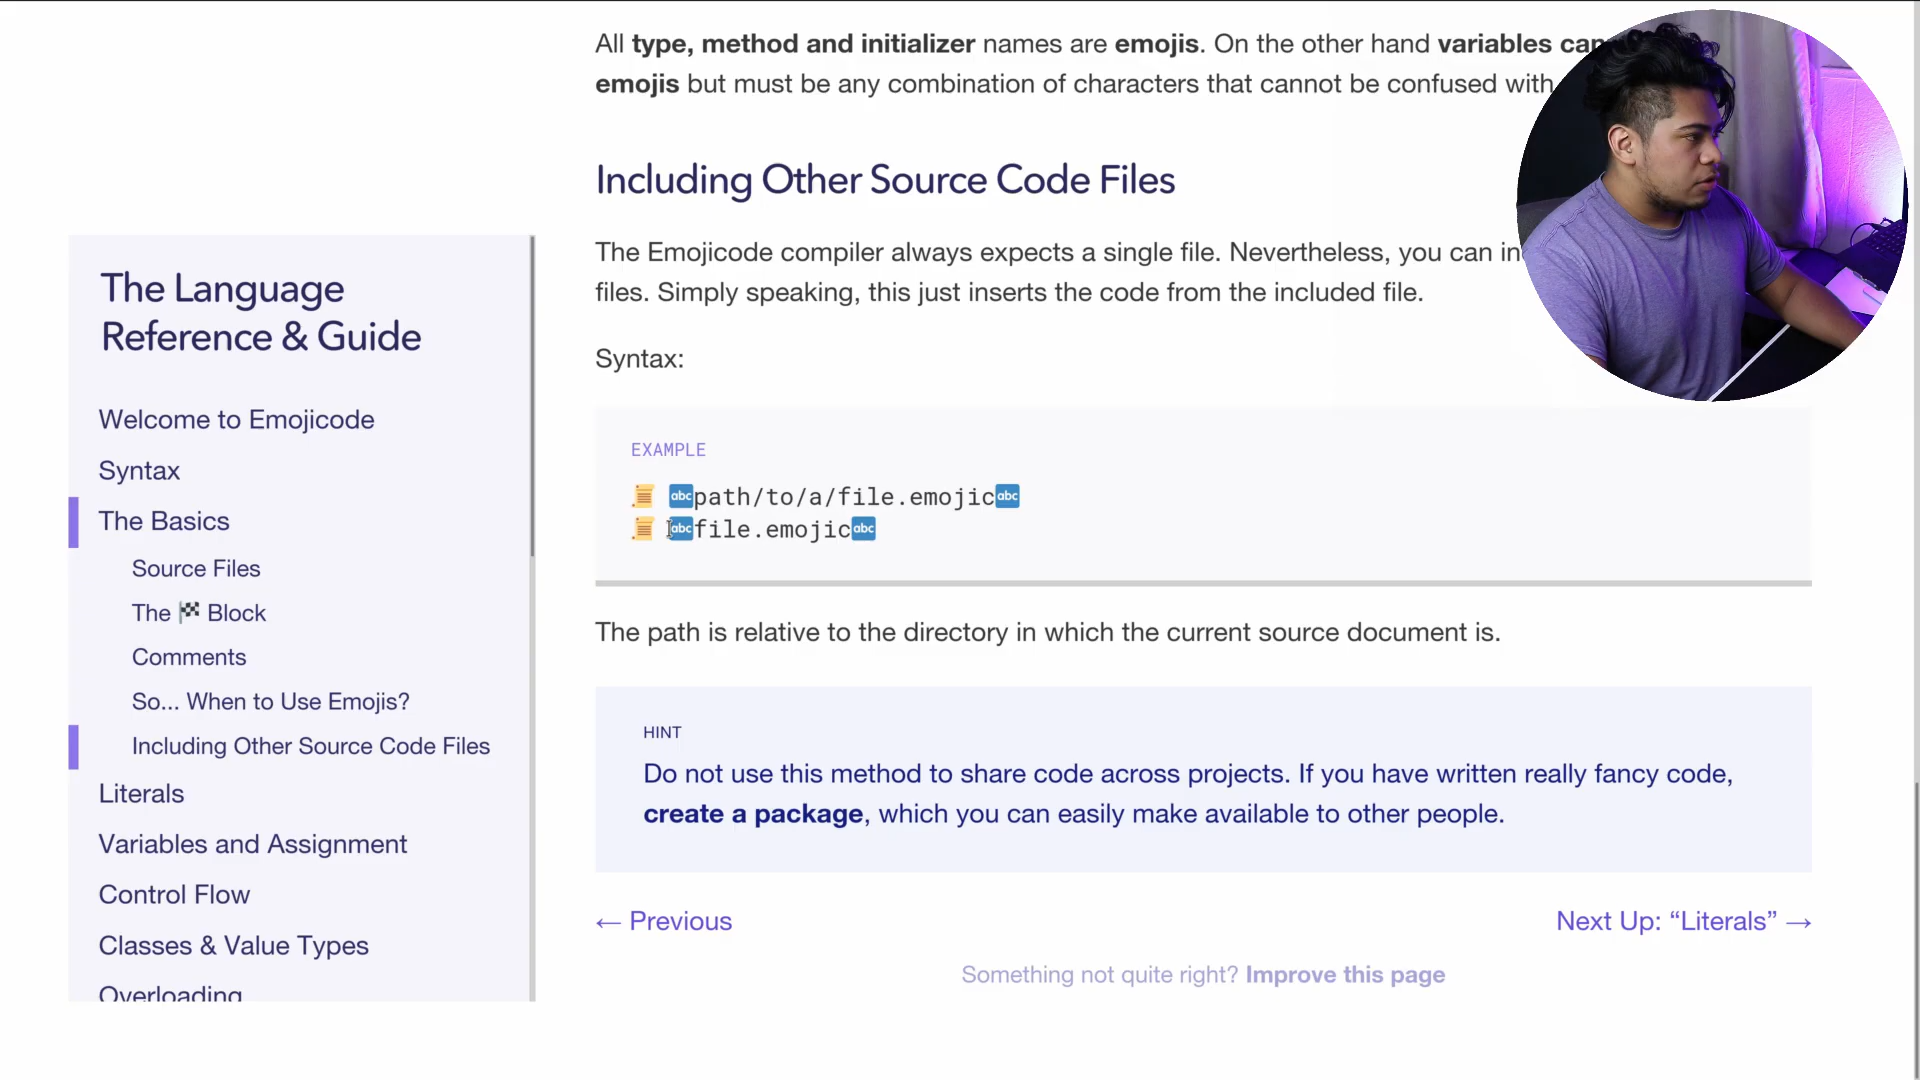 All type, method and initializer names are emojis. On the other hand variables can
emojis but must be any combination of characters that cannot be confused with
Including Other Source Code Files
The Emojicode compiler always expects a single file. Nevertheless, you can in
files. Simply speaking, this just inserts the code from the included file.
Syntax:
EXAMPLE
📜 🔤path/to/a/file.emojic🔤
📜 🔤file.emojic🔤
The path is relative to the directory in which the current source document is.
HINT
Do not use this method to share code across projects. If you have written really fancy code,
create a package, which you can easily make available to other people.
← Previous
Next Up: “Literals” →
Something not quite right? Improve this page
The Language
Reference & Guide
Welcome to Emojicode
Syntax
The Basics
Source Files
The 🏁 Block
Comments
So... When to Use Emojis?
Including Other Source Code Files
Literals
Variables and Assignment
Control Flow
Classes & Value Types
Overloading